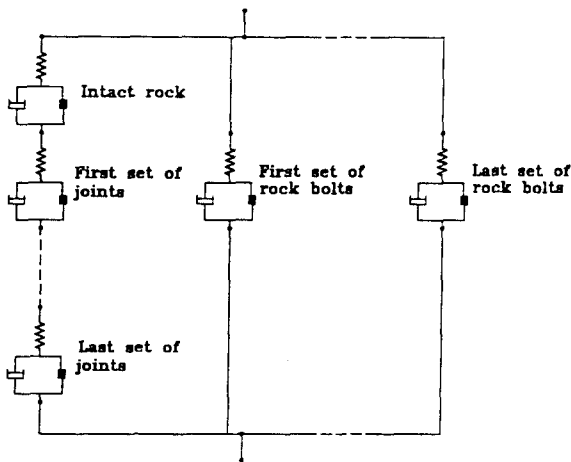 Intact rock
First set of
joints
First set of
rock bolts
Last set of
rock bolts
Last set of
joints